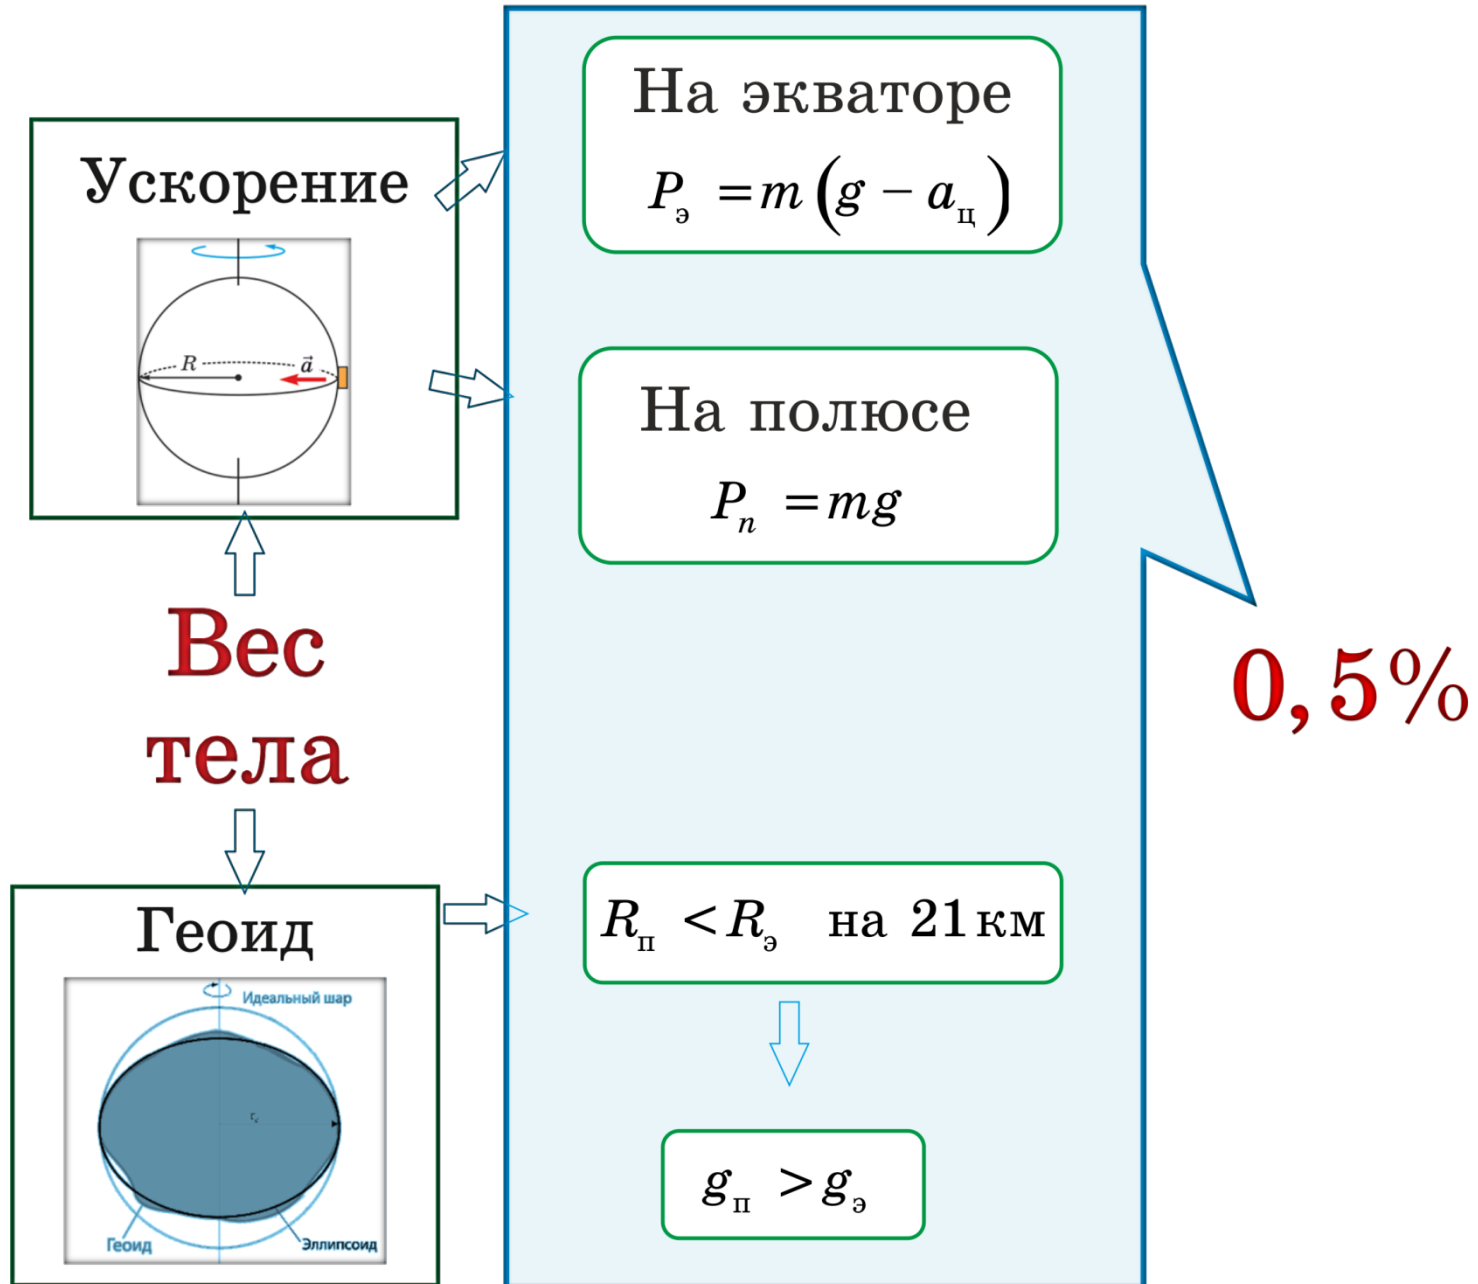 Ускорение
R
a⃗
Вес
тела
Геоид
Идеальный шар
Геоид
Эллипсоид
На экваторе
Pэ = m(g − aц)
На полюсе
Pn = mg
Rп < Rэ на 21 км
gп > gэ
0,5%